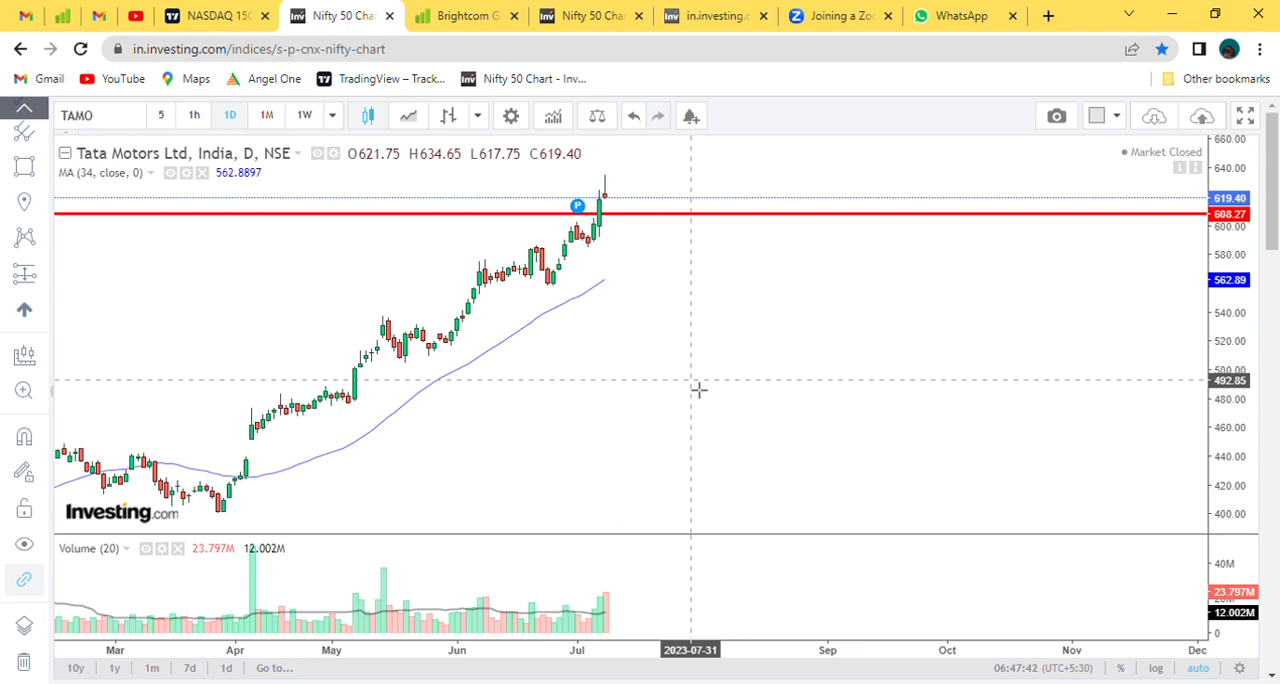 NASDAQ 150
Nifty 50 Cha
Brightcom G
Nifty 50 Cha
in.investing.c
Joining a Zo
WhatsApp
in.investing.com/indices/s-p-cnx-nifty-chart
Gmail
YouTube
Maps
Angel One
TradingView – Track...
Nifty 50 Chart - Inv...
Other bookmarks
TAMO
5
1h
1D
1M
1W
Tata Motors Ltd, India, D, NSE
O621.75 H634.65 L617.75 C619.40
Market Closed
MA (34, close, 0)
562.8897
P
660.00
640.00
619.40
608.27
600.00
580.00
562.89
540.00
520.00
500.00
492.85
480.00
460.00
440.00
420.00
400.00
Investing.com
Volume (20)
23.797M
12.002M
40M
23.797M
12.002M
0
Mar
Apr
May
Jun
Jul
2023-07-31
Sep
Oct
Nov
Dec
10y
1y
1m
7d
1d
Go to...
06:47:42 (UTC+5:30)
%
log
auto